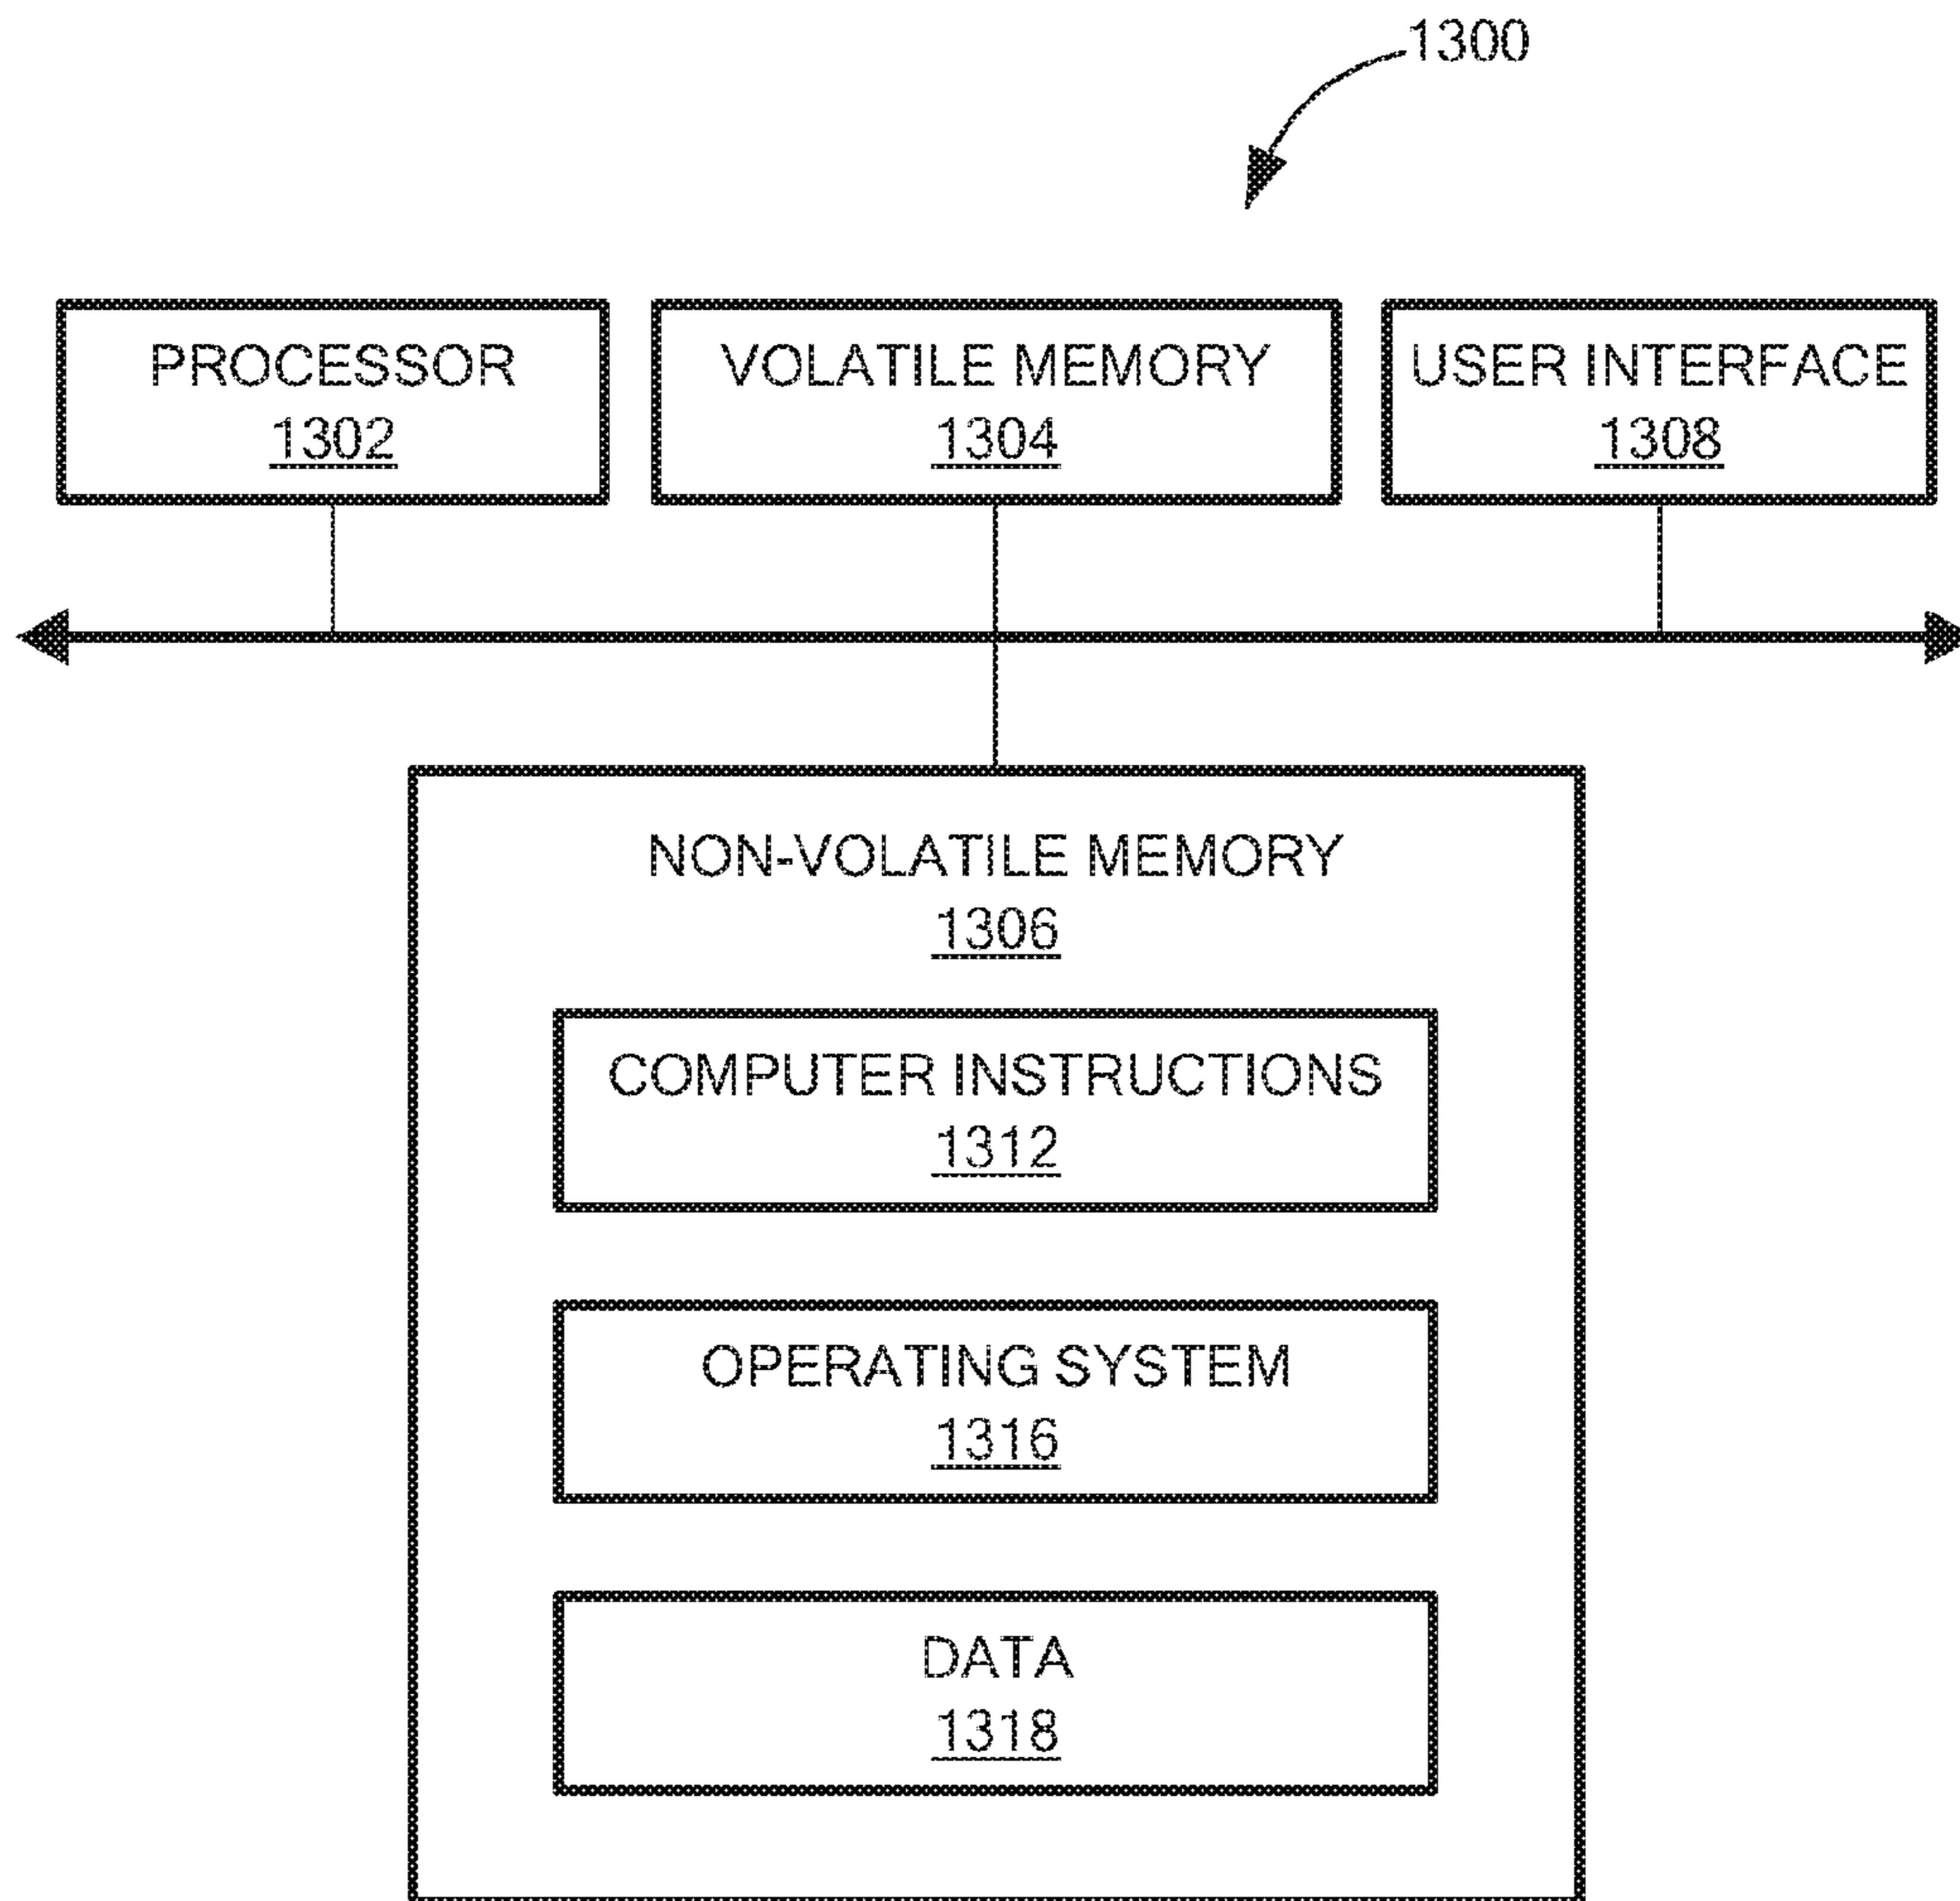 1300
PROCESSOR
1302
VOLATILE MEMORY
1304
USER INTERFACE
1308
NON-VOLATILE MEMORY
1306
COMPUTER INSTRUCTIONS
1312
OPERATING SYSTEM
1316
DATA
1318